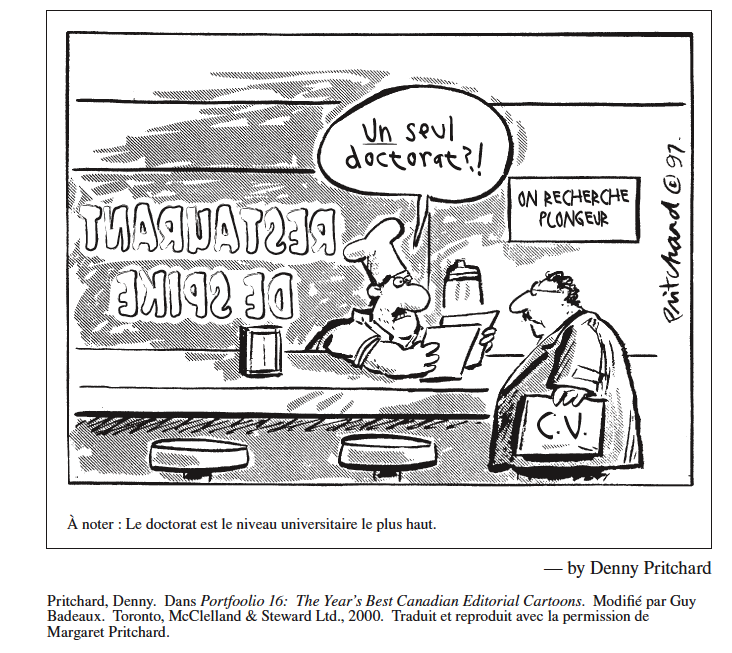 Un seul
doctorat?!
ON RECHERCHE
PLONGEUR
RESTAURANT
DE SPIKE
C.V.
Pritchard © 97.
À noter : Le doctorat est le niveau universitaire le plus haut.
— by Denny Pritchard
Pritchard, Denny. Dans Portfoolio 16: The Year's Best Canadian Editorial Cartoons. Modifié par Guy
Badeaux. Toronto, McClelland & Steward Ltd., 2000. Traduit et reproduit avec la permission de
Margaret Pritchard.